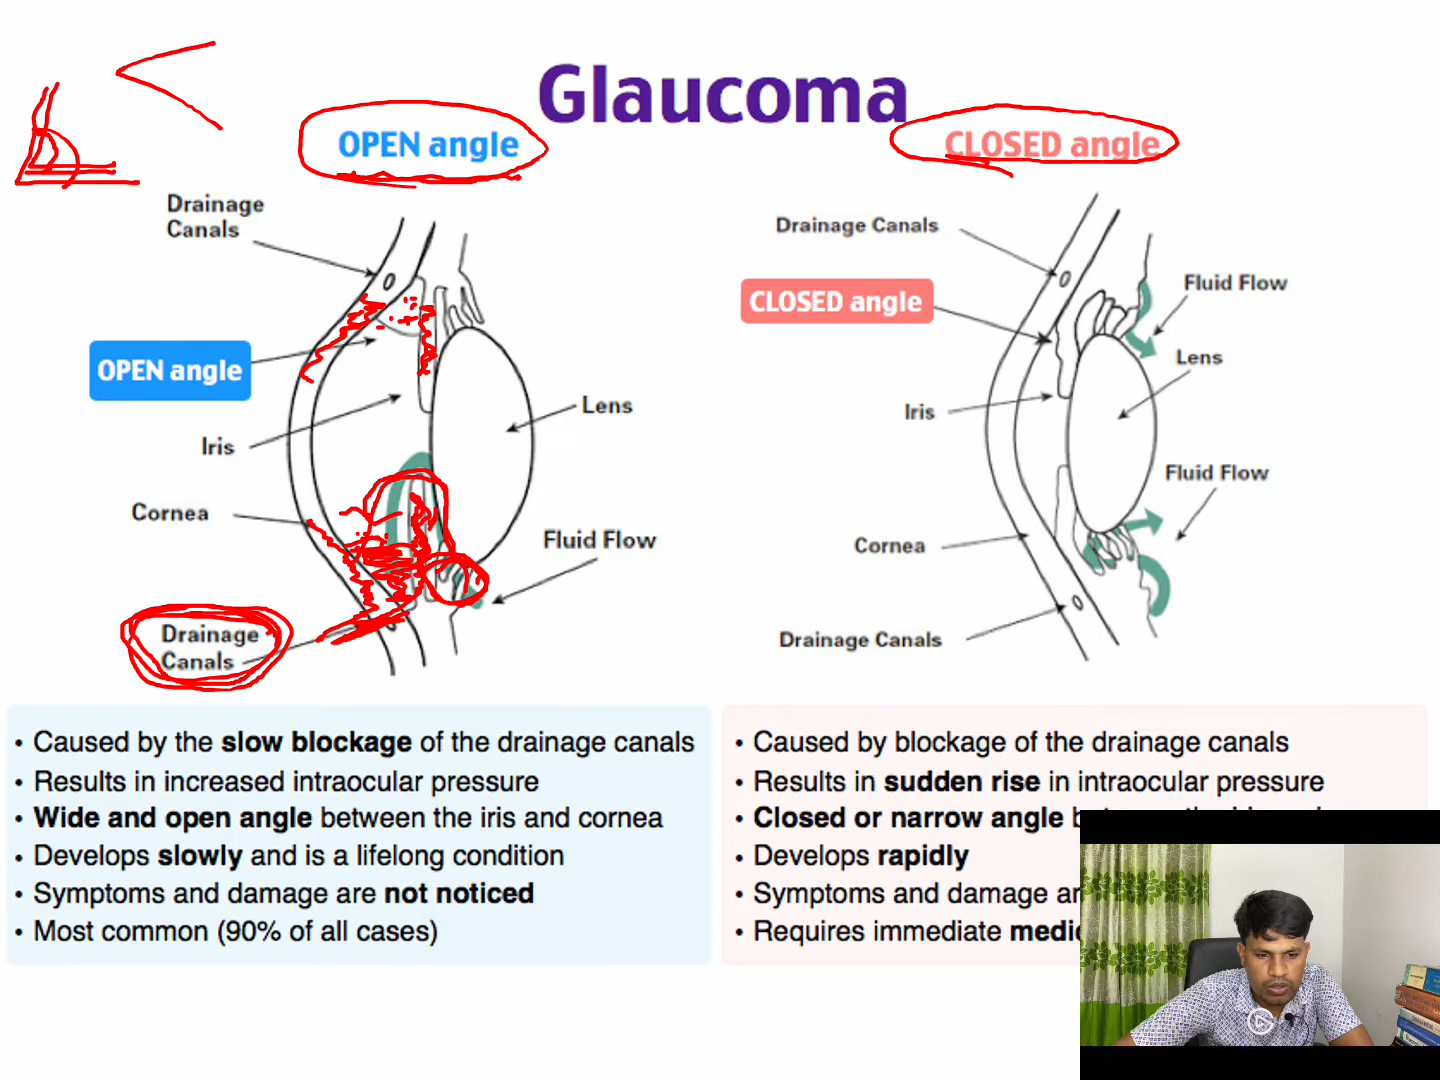 Glaucoma
OPEN angle
CLOSED angle
Drainage
Canals
OPEN angle
Iris
Cornea
Drainage
Canals
Lens
Fluid Flow
Drainage Canals
CLOSED angle
Iris
Cornea
Drainage Canals
Fluid Flow
Lens
Fluid Flow
• Caused by the slow blockage of the drainage canals
• Results in increased intraocular pressure
• Wide and open angle between the iris and cornea
• Develops slowly and is a lifelong condition
• Symptoms and damage are not noticed
• Most common (90% of all cases)
• Caused by blockage of the drainage canals
• Results in sudden rise in intraocular pressure
• Closed or narrow angle
• Develops rapidly
• Symptoms and damage
• Requires immediate